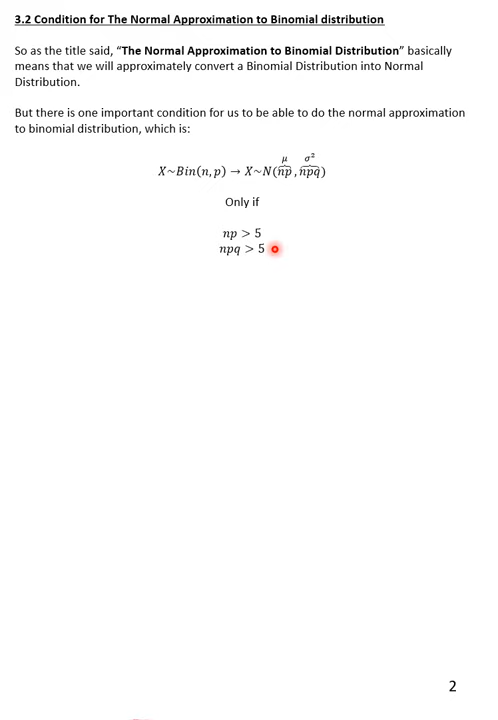 3.2 Condition for The Normal Approximation to Binomial distribution
So as the title said, “The Normal Approximation to Binomial Distribution” basically
means that we will approximately convert a Binomial Distribution into Normal
Distribution.
But there is one important condition for us to be able to do the normal approximation
to binomial distribution, which is:
μ σ²
X~Bin(n, p) → X~N(np, npq)
Only if
np > 5
npq > 5
2